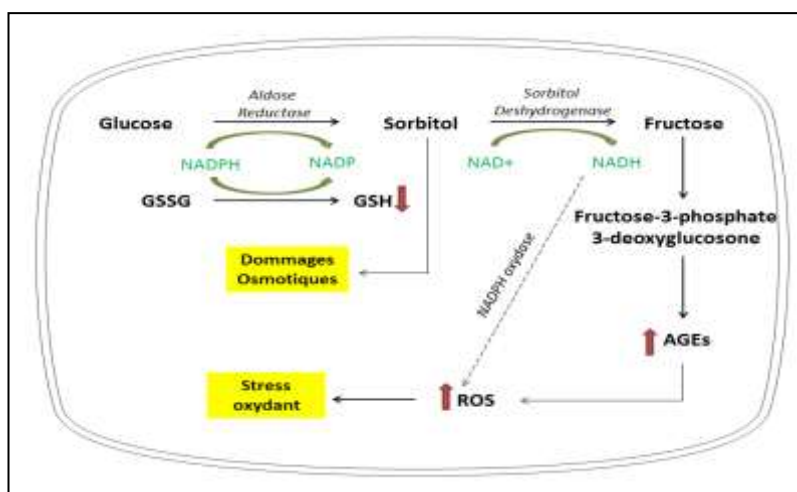 Aldose
Reductase
Sorbitol
Deshydrogenase
Glucose
Sorbitol
Fructose
NADPH
NADP
NAD+
NADH
GSSG
GSH
Fructose-3-phosphate
3-deoxyglucosone
Dommages
Osmotiques
NADPH oxydase
AGEs
Stress
oxydant
ROS